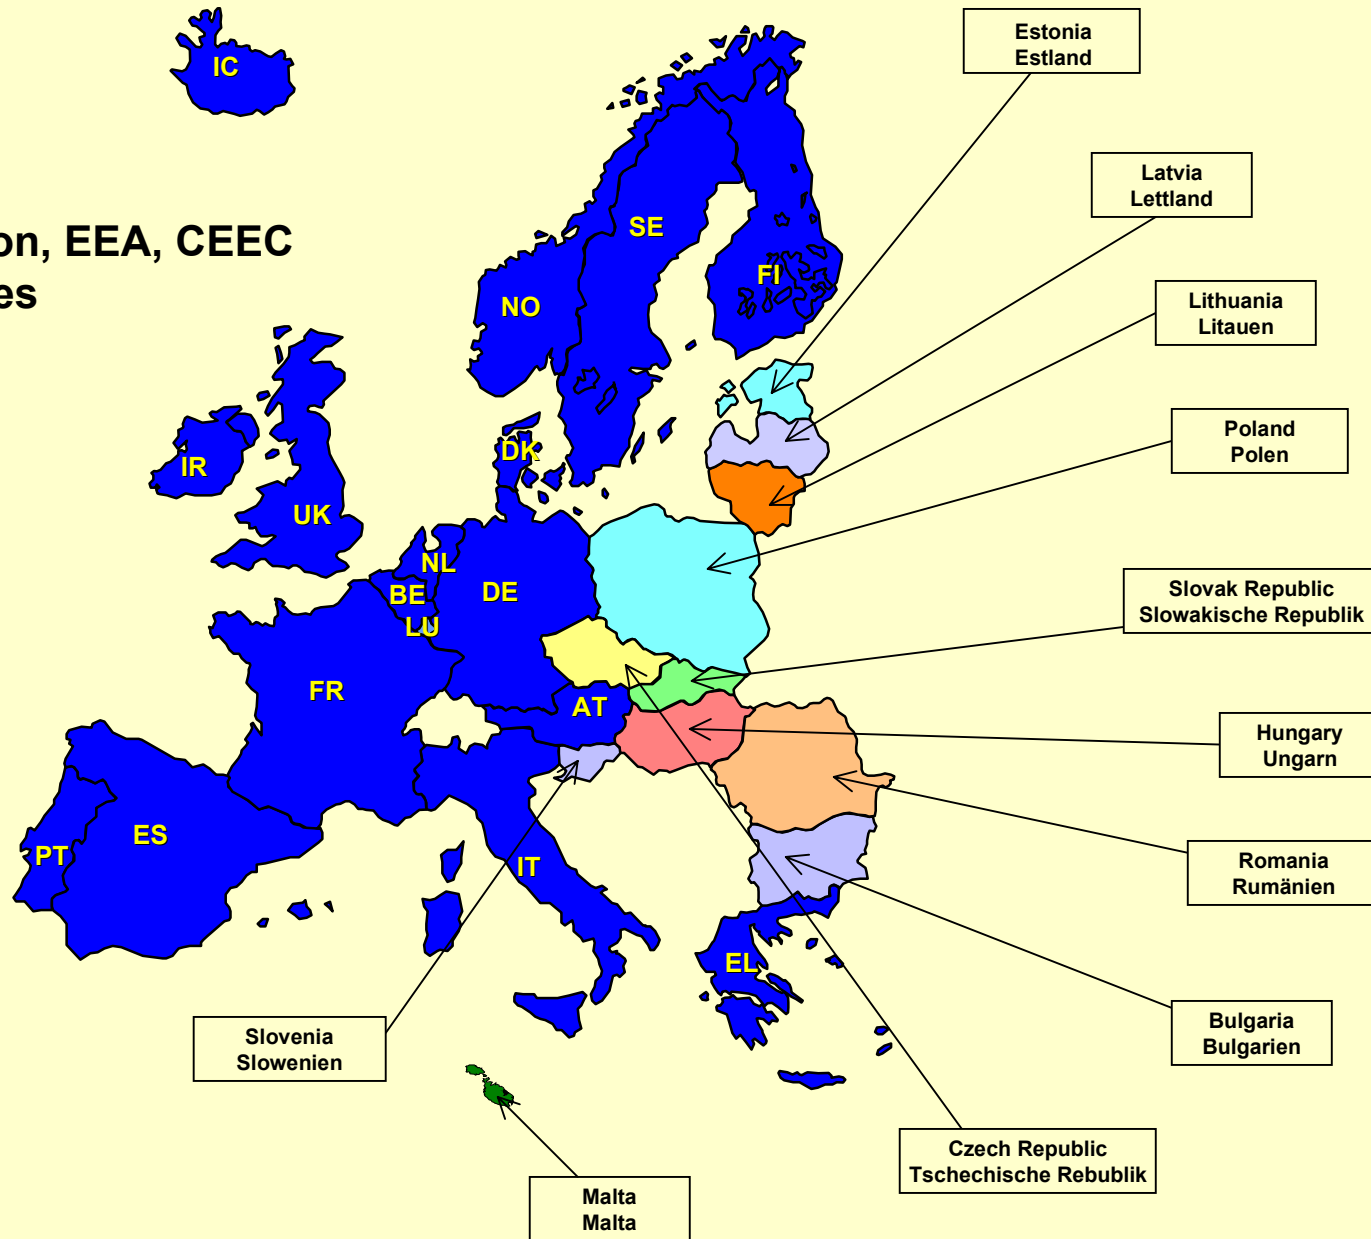 Estonia
Estland
IC
Latvia
Lettland
SE
on, EEA, CEEC
es
FI
NO
Lithuania
Litauen
Poland
Polen
DK
IR
UK
NL
BE
DE
LU
Slovak Republic
Slowakische Republik
FR
AT
Hungary
Ungarn
ES
PT
IT
Romania
Rumänien
EL
Bulgaria
Bulgarien
Slovenia
Slowenien
Czech Republic
Tschechische Rebublik
Malta
Malta